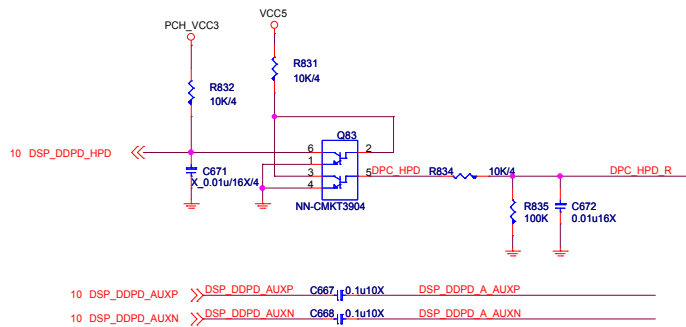 VCC5
PCH_VCC3
R831
10K/4
R832
10K/4
Q83
10 DSP_DDPD_HPD
6
2
1
C671
X_0.01u/16X/4
3
5
DPC_HPD
R834
10K/4
DPC_HPD_R
4
NN-CMKT3904
R835
100K
C672
0.01u16X
10 DSP_DDPD_AUXP
DSP_DDPD_AUXP
C667
0.1u10X
DSP_DDPD_A_AUXP
10 DSP_DDPD_AUXN
DSP_DDPD_AUXN
C668
0.1u10X
DSP_DDPD_A_AUXN